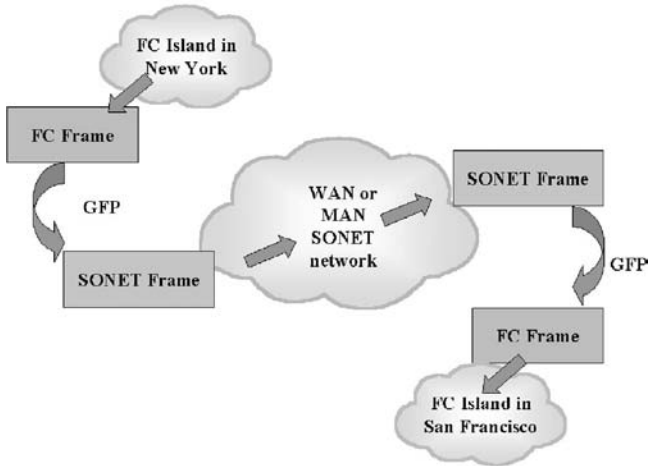 FC Island in
New York
FC Frame
GFP
SONET Frame
WAN or
MAN
SONET
network
SONET Frame
GFP
FC Frame
FC Island in
San Francisco